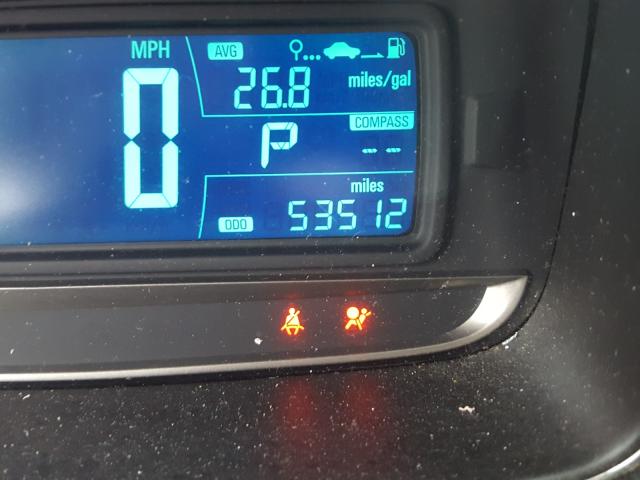 MPH AVG
26.8 miles/gal
0 P COMPASS
-- --
miles
ODO 53512